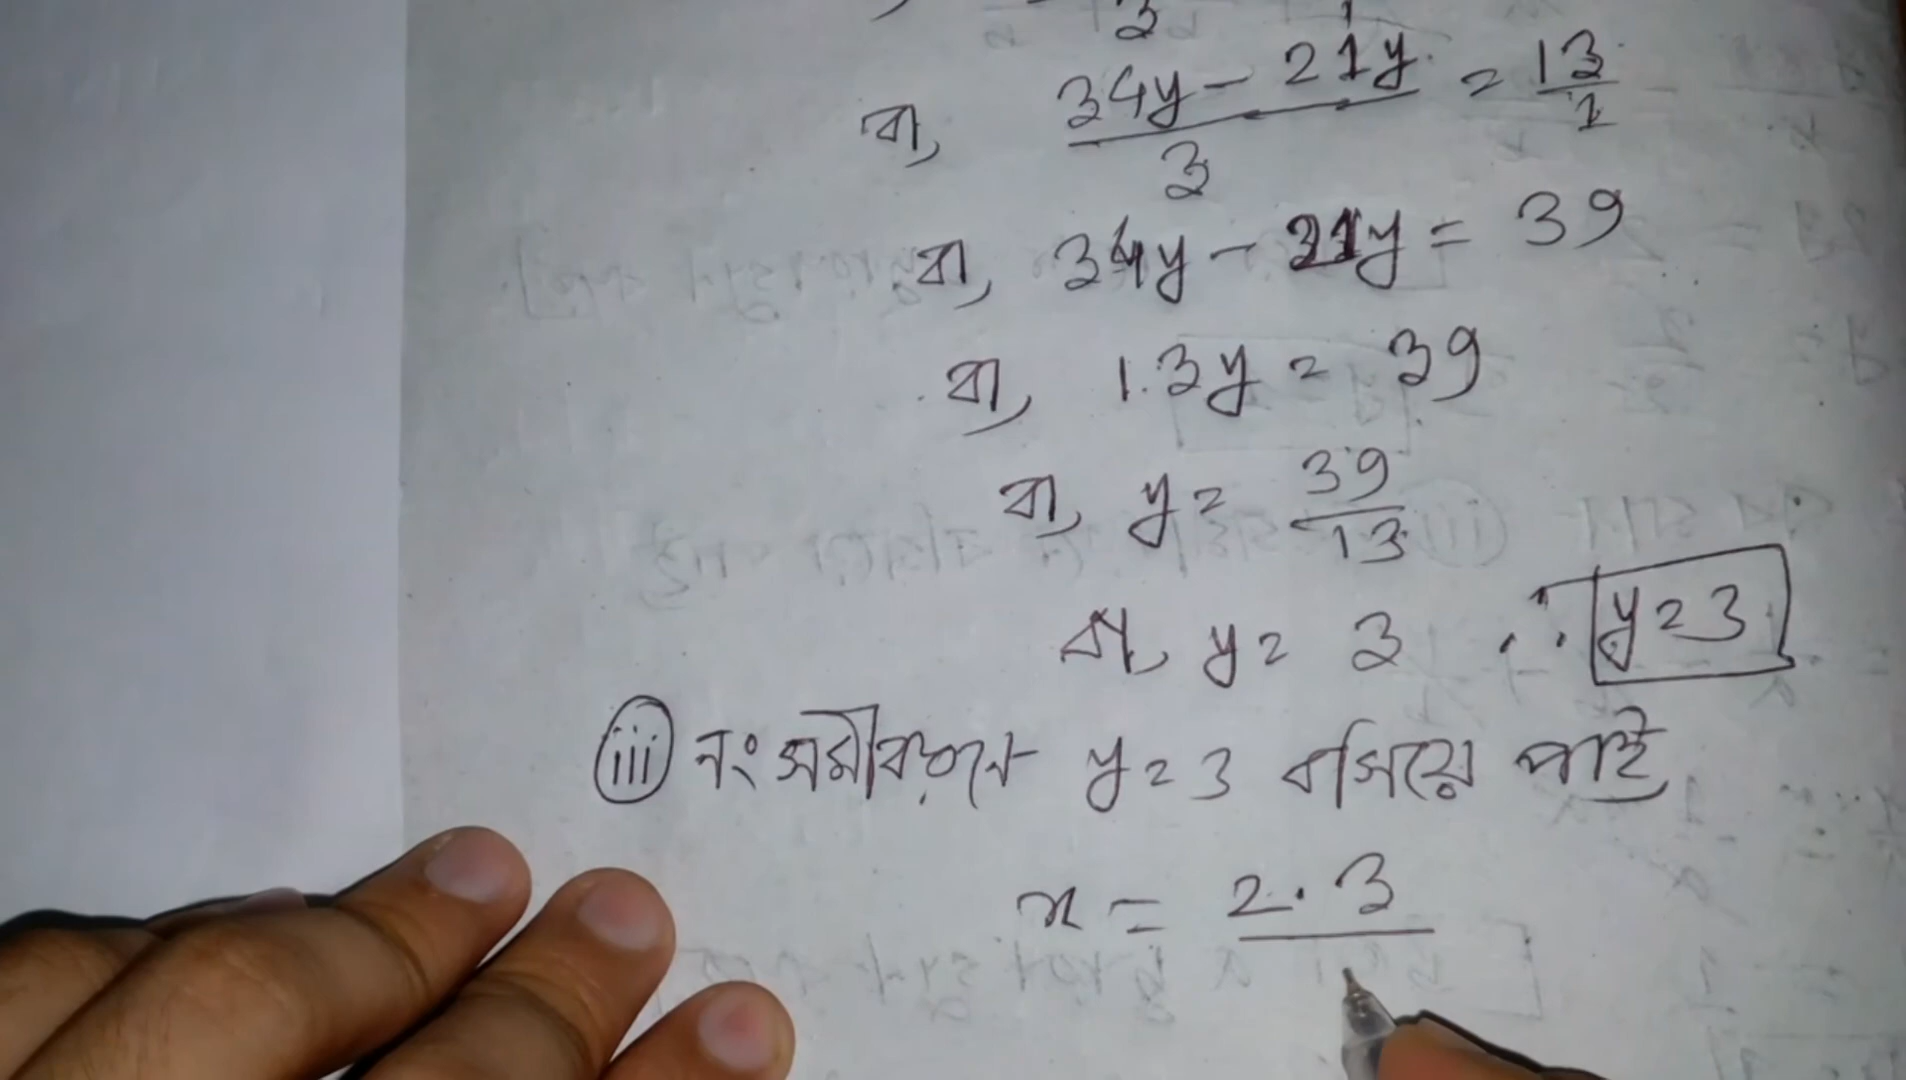 3
বা, 34y - 21y / 3 = 13 / 1
বা, 34y - 21y = 39
বা, 13y = 39
বা, y = 39 / 13
বা, y = 3 ∴ y = 3
(iii) নং সমীকরণে y = 3 বসিয়ে পাই
x = 2·3